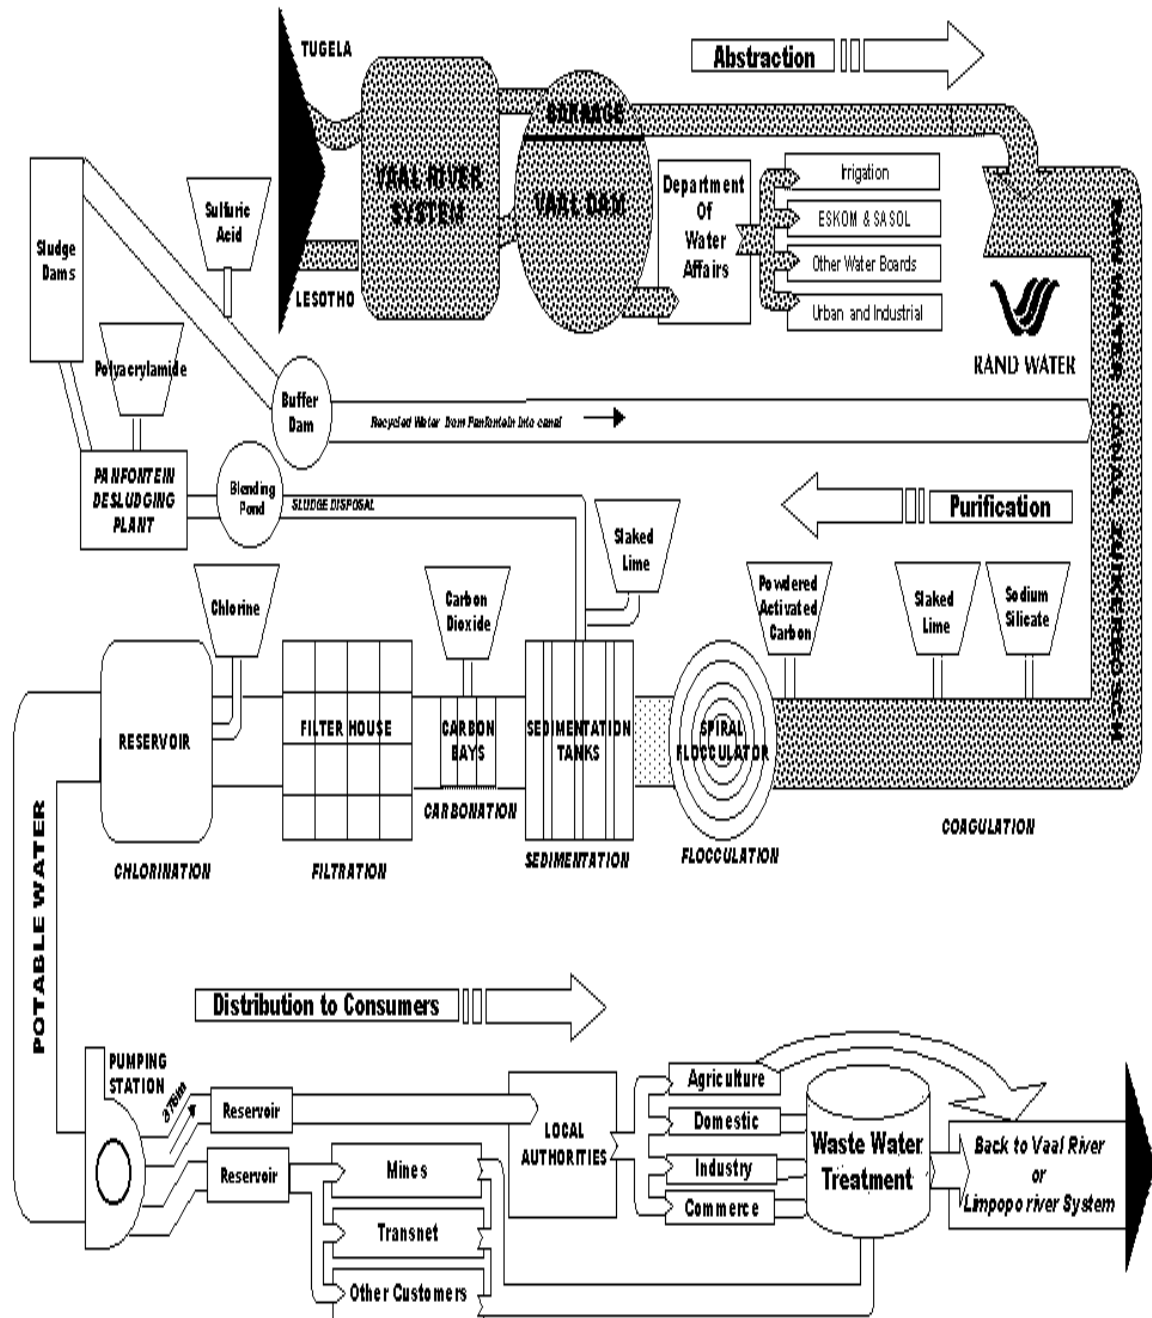 TUGELA
Abstraction
BARRAGE
VAAL RIVER
SYSTEM
VAAL DAM
Department
Of
Water
Affairs
Irrigation
ESKOM & SASOL
Other Water Boards
Urban and Industrial
LESOTHO
Sulfuric
Acid
Sludge
Dams
Polyacrylamide
RAND WATER
RAW WATER CANAL ZUIKERBOSCH
Buffer
Dam
Recycled Water from Panfontein into canal
PANFONTEIN
DESLUDGING
PLANT
Blending
Pond
SLUDGE DISPOSAL
Purification
Slaked
Lime
Chlorine
Carbon
Dioxide
Powdered
Activated
Carbon
Slaked
Lime
Sodium
Silicate
RESERVOIR
FILTER HOUSE
CARBON
BAYS
SEDIMENTATION
TANKS
SPIRAL
FLOCCULATOR
CARBONATION
COAGULATION
CHLORINATION
FILTRATION
SEDIMENTATION
FLOCCULATION
POTABLE WATER
Distribution to Consumers
PUMPING
STATION
376m
Reservoir
Reservoir
Mines
Transnet
Other Customers
LOCAL
AUTHORITIES
Agriculture
Domestic
Industry
Commerce
Waste Water
Treatment
Back to Vaal River
or
Limpopo river System